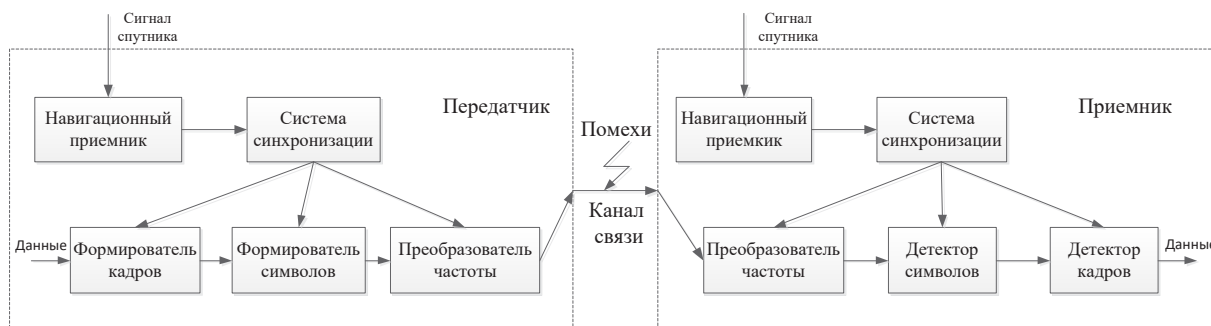 Сигнал
спутника
Навигационный
приемник
Система
синхронизации
Передатчик
Данные
Формирователь
кадров
Формирователь
символов
Преобразователь
частоты
Помехи
Канал
связи
Сигнал
спутника
Навигационный
приемкик
Система
синхронизации
Приемник
Преобразователь
частоты
Детектор
символов
Детектор
кадров
Данные